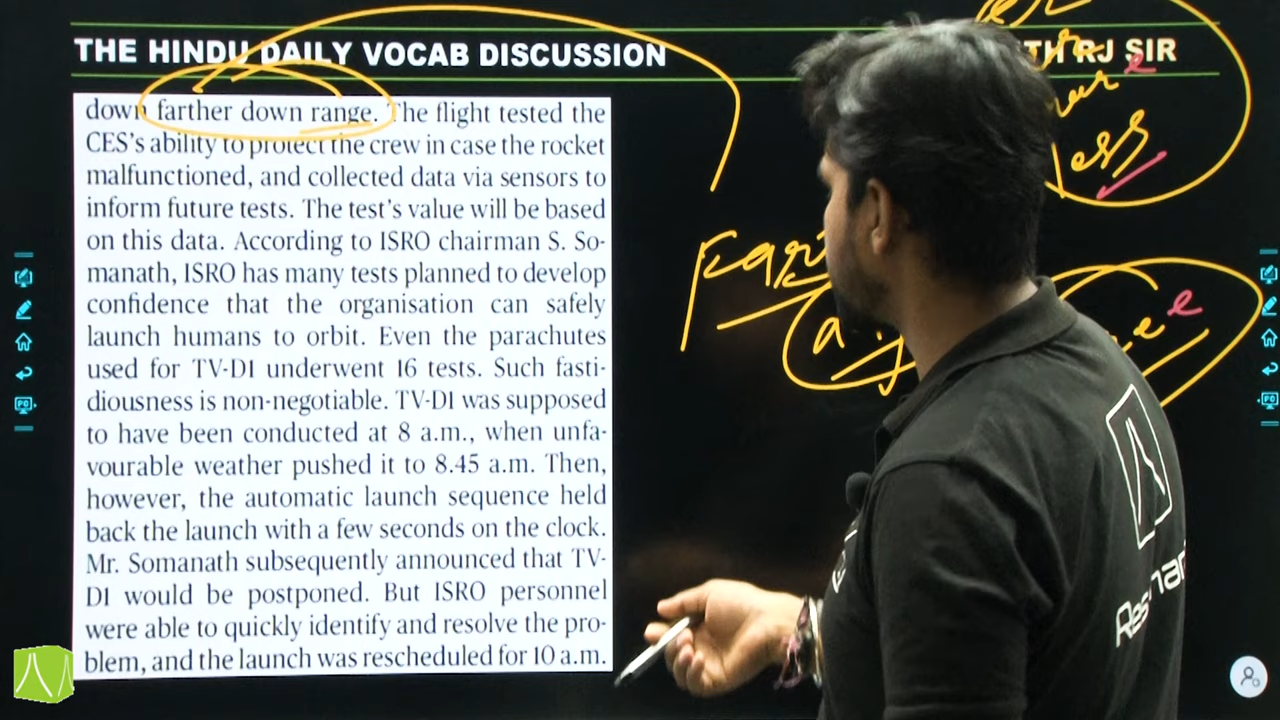 THE HINDU DAILY VOCAB DISCUSSION
RJ SIR
down farther down range. The flight tested the
CES's ability to protect the crew in case the rocket
malfunctioned, and collected data via sensors to
inform future tests. The test's value will be based
on this data. According to ISRO chairman S. So-
manath, ISRO has many tests planned to develop
confidence that the organisation can safely
launch humans to orbit. Even the parachutes
used for TV-D1 underwent 16 tests. Such fasti-
diousness is non-negotiable. TV-D1 was supposed
to have been conducted at 8 a.m., when unfa-
vourable weather pushed it to 8.45 a.m. Then,
however, the automatic launch sequence held
back the launch with a few seconds on the clock.
Mr. Somanath subsequently announced that TV-
D1 would be postponed. But ISRO personnel
were able to quickly identify and resolve the pro-
blem, and the launch was rescheduled for 10 a.m.
less